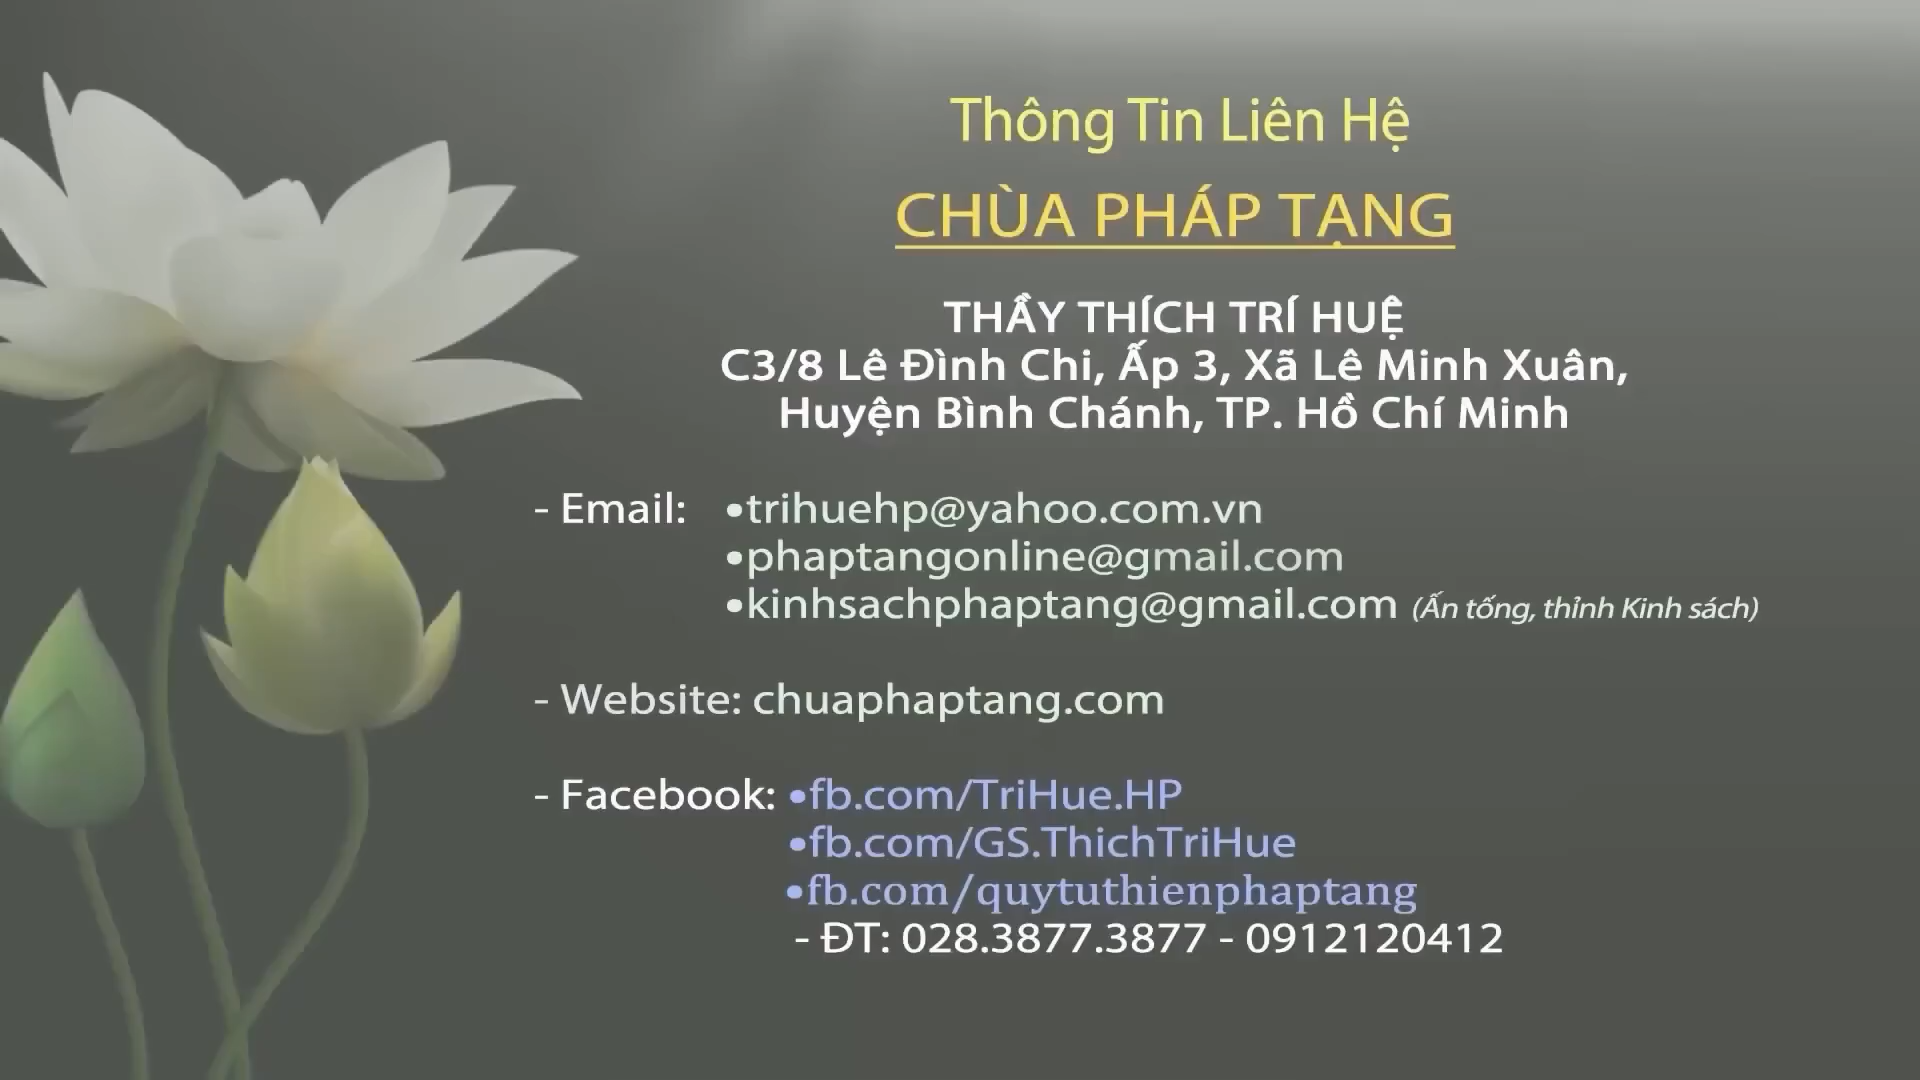 Thông Tin Liên Hệ
CHÙA PHÁP TẠNG
THẦY THÍCH TRÍ HUỆ
C3/8 Lê Đình Chi, Ấp 3, Xã Lê Minh Xuân,
Huyện Bình Chánh, TP. Hồ Chí Minh
- Email: •trihuehp@yahoo.com.vn
•phaptangonline@gmail.com
•kinhsachphaptang@gmail.com (Ấn tống, thỉnh Kinh sách)
- Website: chuaphaptang.com
- Facebook: •fb.com/TriHue.HP
•fb.com/GS.ThichTriHue
•fb.com/quytuthienphaptang
- ĐT: 028.3877.3877 - 0912120412